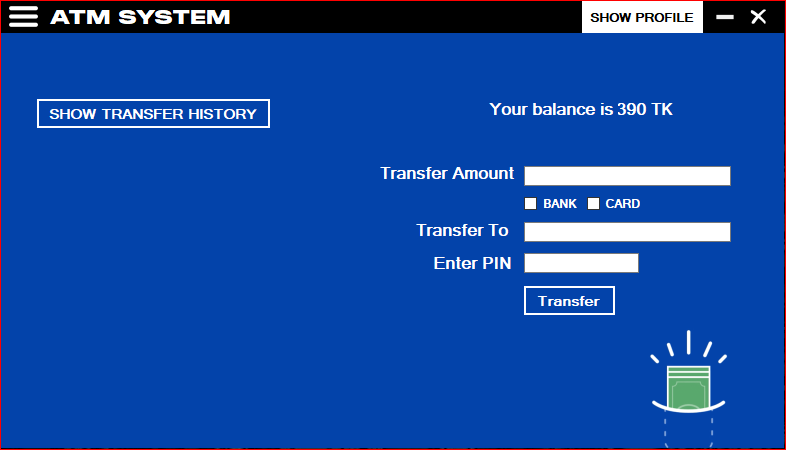 ATM SYSTEM
SHOW PROFILE
SHOW TRANSFER HISTORY
Your balance is 390 TK
Transfer Amount
BANK CARD
Transfer To
Enter PIN
Transfer